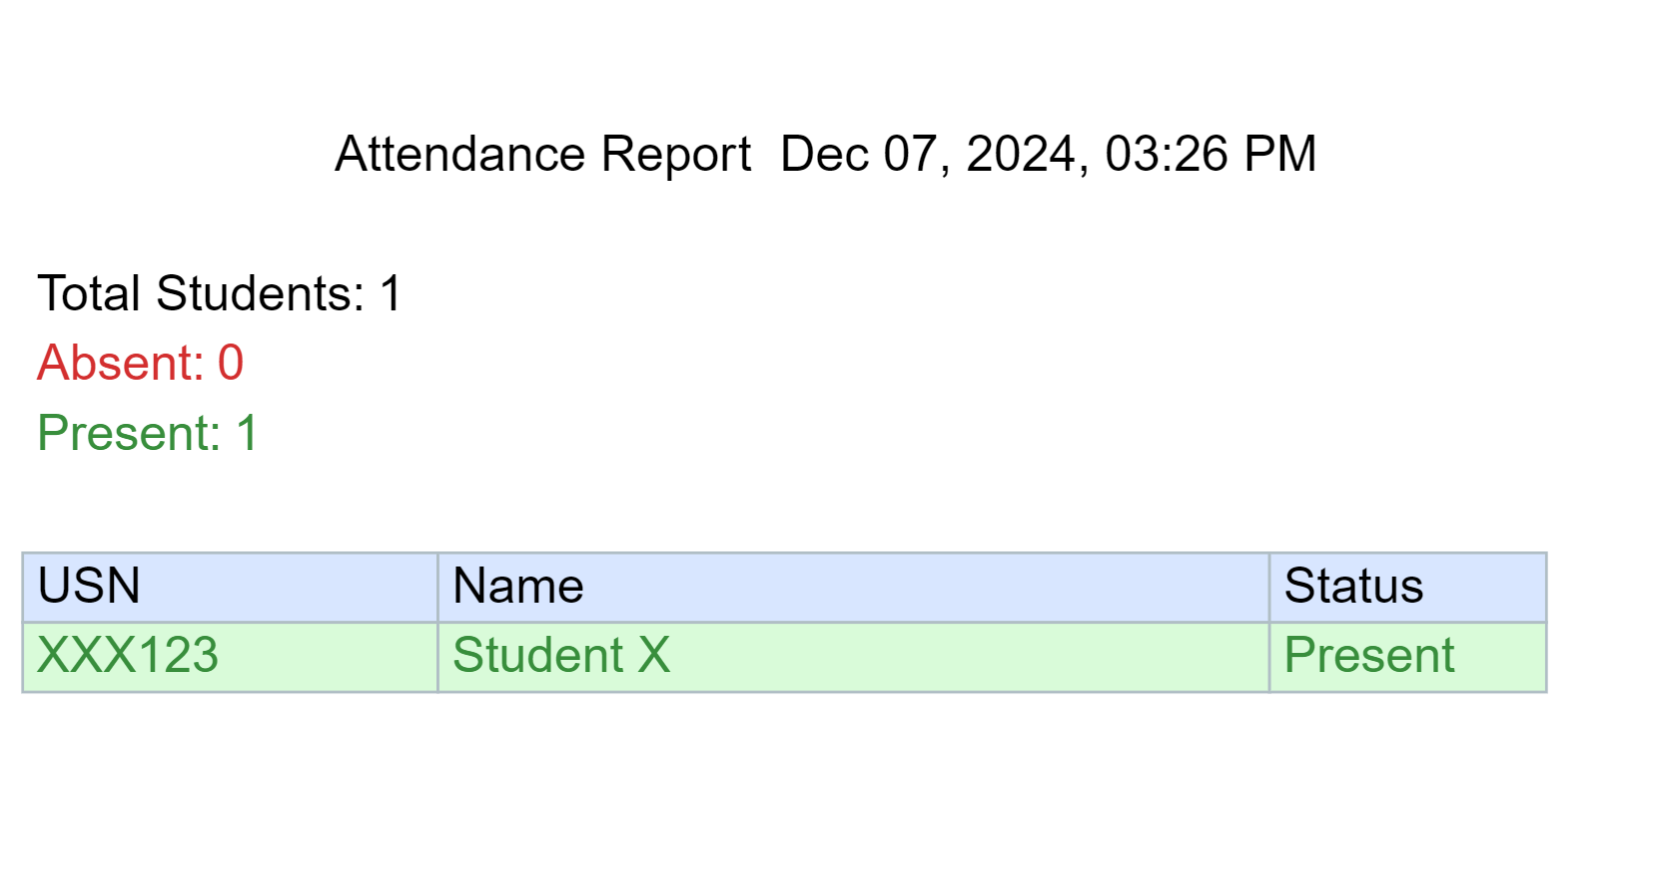 Attendance Report  Dec 07, 2024, 03:26 PM
Total Students: 1
Absent: 0
Present: 1
USN Name Status
XXX123 Student X Present